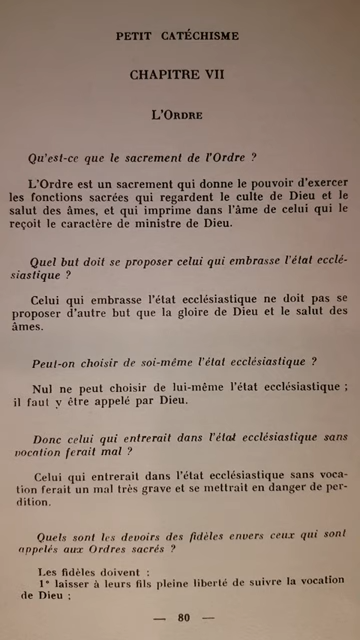 PETIT CATÉCHISME
CHAPITRE VII
L'ORDRE
Qu'est-ce que le sacrement de l'Ordre ?
L'Ordre est un sacrement qui donne le pouvoir d'exercer
les fonctions sacrées qui regardent le culte de Dieu et le
salut des âmes, et qui imprime dans l'âme de celui qui le
reçoit le caractère de ministre de Dieu.
Quel but doit se proposer celui qui embrasse l'état ecclé-
siastique ?
Celui qui embrasse l'état ecclésiastique ne doit pas se
proposer d'autre but que la gloire de Dieu et le salut des
âmes.
Peut-on choisir de soi-même l'état ecclésiastique ?
Nul ne peut choisir de lui-même l'état ecclésiastique ;
il faut y être appelé par Dieu.
Donc celui qui entrerait dans l'état ecclésiastique sans
vocation ferait mal ?
Celui qui entrerait dans l'état ecclésiastique sans voca-
tion ferait un mal très grave et se mettrait en danger de per-
dition.
Quels sont les devoirs des fidèles envers ceux qui sont
appelés aux Ordres sacrés ?
Les fidèles doivent :
1° laisser à leurs fils pleine liberté de suivre la vocation
de Dieu ;
— 80 —